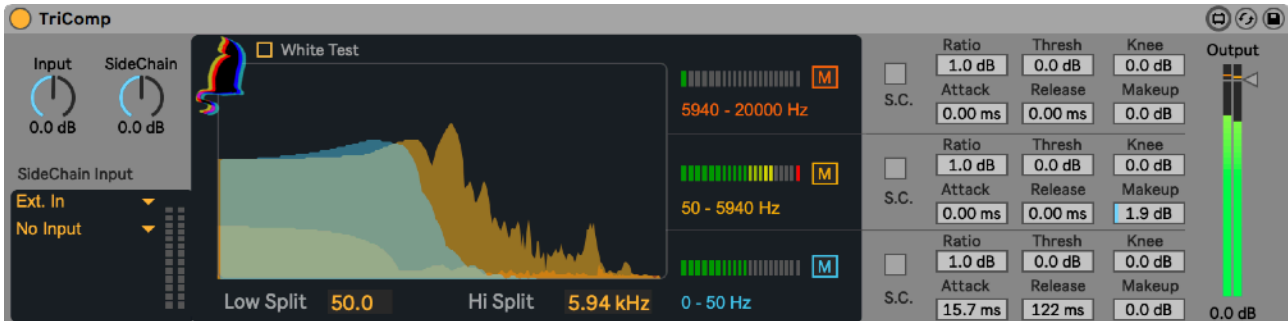 TriComp
Input
SideChain
0.0 dB
0.0 dB
SideChain Input
Ext. In
No Input
White Test
Low Split
50.0
Hi Split
5.94 kHz
M
5940 - 20000 Hz
M
50 - 5940 Hz
M
0 - 50 Hz
S.C.
Ratio Thresh Knee
1.0 dB 0.0 dB 0.0 dB
Attack Release Makeup
0.00 ms 0.00 ms 0.0 dB
S.C.
Ratio Thresh Knee
1.0 dB 0.0 dB 0.0 dB
Attack Release Makeup
0.00 ms 0.00 ms 1.9 dB
S.C.
Ratio Thresh Knee
1.0 dB 0.0 dB 0.0 dB
Attack Release Makeup
15.7 ms 122 ms 0.0 dB
Output
0.0 dB